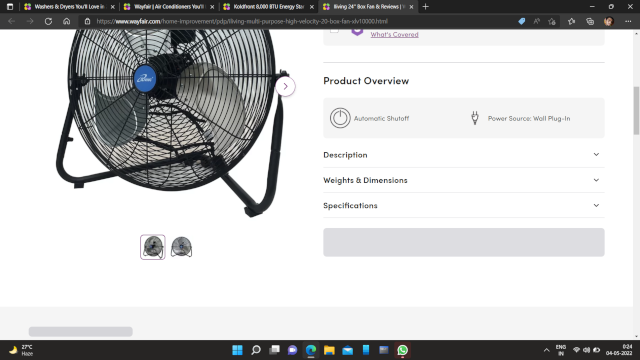 Washers & Dryers You'll Love in
Wayfair | Air Conditioners You'll
Koldfront 8,000 BTU Energy Star
iliving 24" Box Fan & Reviews | W
https://www.wayfair.com/home-improvement/pdp/iliving-multi-purpose-high-velocity-20-box-fan-idv10000.html
What's Covered
Product Overview
Automatic Shutoff
Power Source: Wall Plug-In
Description
Weights & Dimensions
Specifications
27°C
Haze
ENG
IN
0:24
04-05-2022